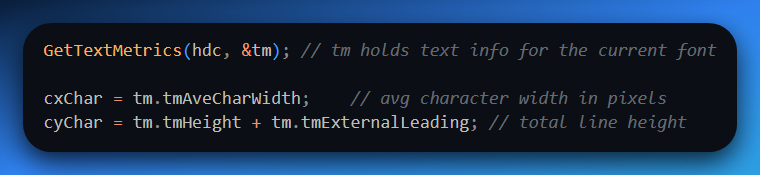 GetTextMetrics(hdc, &tm); // tm holds text info for the current font
cxChar = tm.tmAveCharWidth;    // avg character width in pixels
cyChar = tm.tmHeight + tm.tmExternalLeading; // total line height